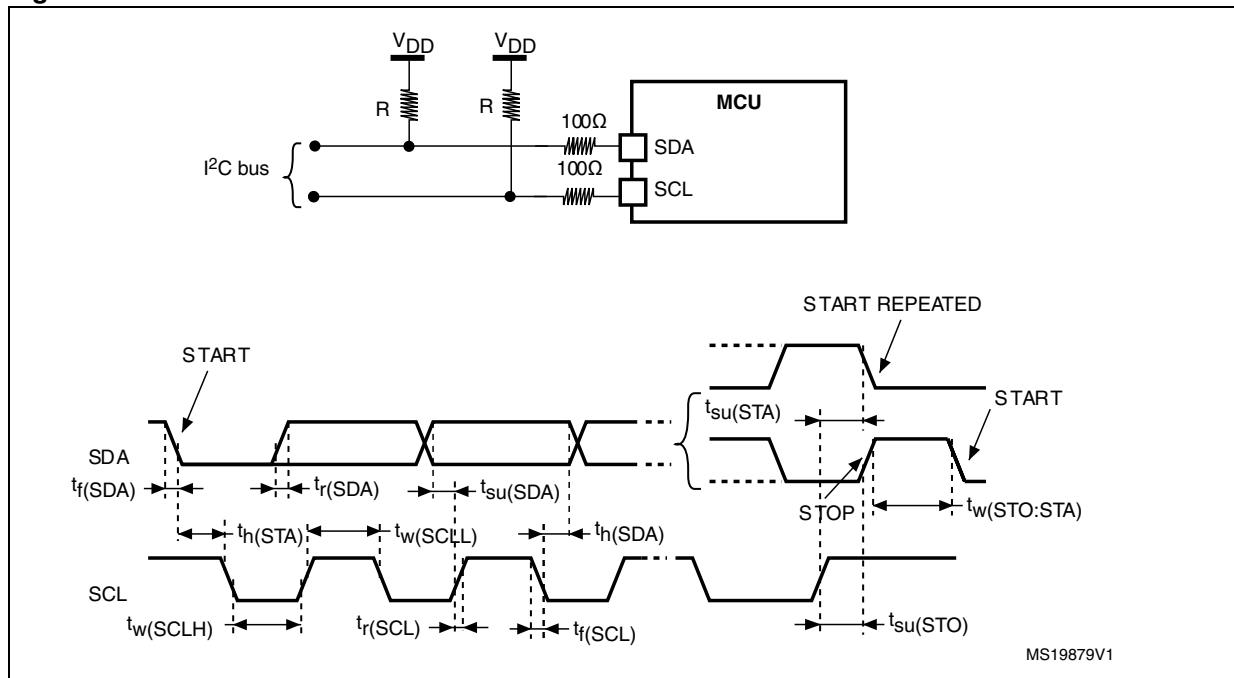 VDD VDD
R R
MCU
100Ω
SDA
100Ω
SCL
I²C bus
START REPEATED
START
START
tsu(STA)
SDA
tf(SDA)
tr(SDA)
tsu(SDA)
STOP
tw(STO:STA)
th(STA)
tw(SCLL)
th(SDA)
SCL
tw(SCLH)
tr(SCL)
tf(SCL)
tsu(STO)
MS19879V1